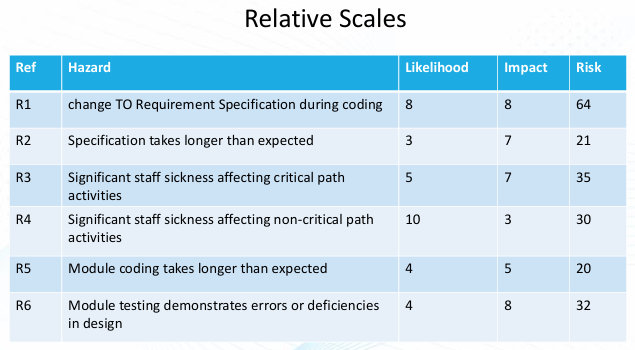 Relative Scales
Ref Hazard Likelihood Impact Risk
R1 change TO Requirement Specification during coding 8 8 64
R2 Specification takes longer than expected 3 7 21
R3 Significant staff sickness affecting critical path 5 7 35
activities
R4 Significant staff sickness affecting non-critical path 10 3 30
activities
R5 Module coding takes longer than expected 4 5 20
R6 Module testing demonstrates errors or deficiencies 4 8 32
in design